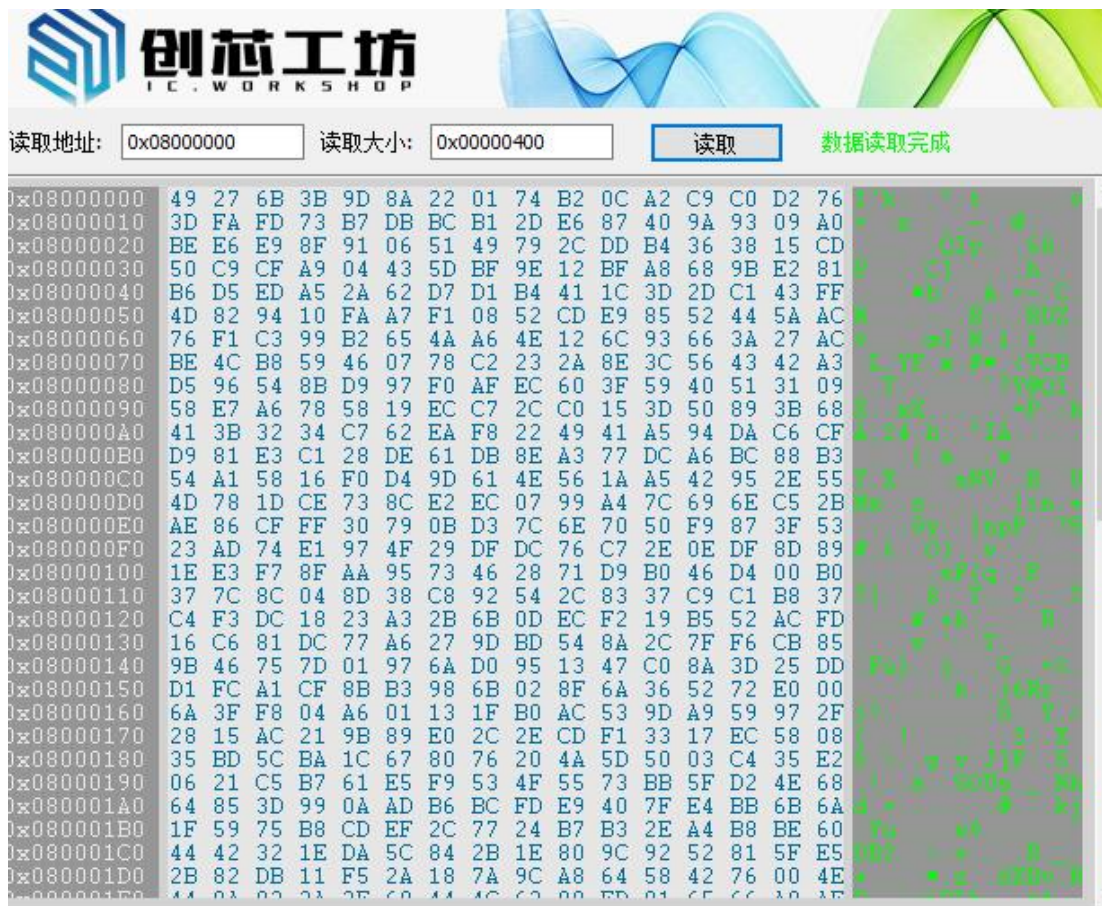 创芯工坊
IC.WORKSHOP
读取地址: 0x08000000 读取大小: 0x00000400 读取 数据读取完成
0x08000000 49 27 6B 3B 9D 8A 22 01 74 B2 0C A2 C9 C0 D2 76
0x08000010 3D FA FD 73 B7 DB BC B1 2D E6 87 40 9A 93 09 A0
0x08000020 BE E6 E9 8F 91 06 51 49 79 2C DD B4 36 38 15 CD
0x08000030 50 C9 CF A9 04 43 5D BF 9E 12 BF A8 68 9B E2 81
0x08000040 B6 D5 ED A5 2A 62 D7 D1 B4 41 1C 3D 2D C1 43 FF
0x08000050 4D 82 94 10 FA A7 F1 08 52 CD E9 85 52 44 5A AC
0x08000060 76 F1 C3 99 B2 65 4A A6 4E 12 6C 93 66 3A 27 AC
0x08000070 BE 4C B8 59 46 07 78 C2 23 2A 8E 3C 56 43 42 A3
0x08000080 D5 96 54 8B D9 97 F0 AF EC 60 3F 59 40 51 31 09
0x08000090 58 E7 A6 78 58 19 EC C7 2C C0 15 3D 50 89 3B 68
0x080000A0 41 3B 32 34 C7 62 EA F8 22 49 41 A5 94 DA C6 CF
0x080000B0 D9 81 E3 C1 28 DE 61 DB 8E A3 77 DC A6 BC 88 B3
0x080000C0 54 A1 58 16 F0 D4 9D 61 4E 56 1A A5 42 95 2E 55
0x080000D0 4D 78 1D CE 73 8C E2 EC 07 99 A4 7C 69 6E C5 2B
0x080000E0 AE 86 CF FF 30 79 0B D3 7C 6E 70 50 F9 87 3F 53
0x080000F0 23 AD 74 E1 97 4F 29 DF DC 76 C7 2E 0E DF 8D 89
0x08000100 1E E3 F7 8F AA 95 73 46 28 71 D9 B0 46 D4 00 B0
0x08000110 37 7C 8C 04 8D 38 C8 92 54 2C 83 37 C9 C1 B8 37
0x08000120 C4 F3 DC 18 23 A3 2B 6B 0D EC F2 19 B5 52 AC FD
0x08000130 16 C6 81 DC 77 A6 27 9D BD 54 8A 2C 7F F6 CB 85
0x08000140 9B 46 75 7D 01 97 6A D0 95 13 47 C0 8A 3D 25 DD
0x08000150 D1 FC A1 CF 8B B3 98 6B 02 8F 6A 36 52 72 E0 00
0x08000160 6A 3F F8 04 A6 01 13 1F B0 AC 53 9D A9 59 97 2F
0x08000170 28 15 AC 21 9B 89 E0 2C 2E CD F1 33 17 EC 58 08
0x08000180 35 BD 5C BA 1C 67 80 76 20 4A 5D 50 03 C4 35 E2
0x08000190 06 21 C5 B7 61 E5 F9 53 4F 55 73 BB 5F D2 4E 68
0x080001A0 64 85 3D 99 0A AD B6 BC FD E9 40 7F E4 BB 6B 6A
0x080001B0 1F 59 75 B8 CD EF 2C 77 24 B7 B3 2E A4 B8 BE 60
0x080001C0 44 42 32 1E DA 5C 84 2B 1E 80 9C 92 52 81 5F E5
0x080001D0 2B 82 DB 11 F5 2A 18 7A 9C A8 64 58 42 76 00 4E